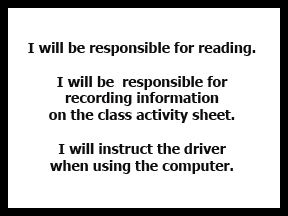 I will be responsible for reading.
I will be  responsible for
recording information
on the class activity sheet.
I will instruct the driver
when using the computer.